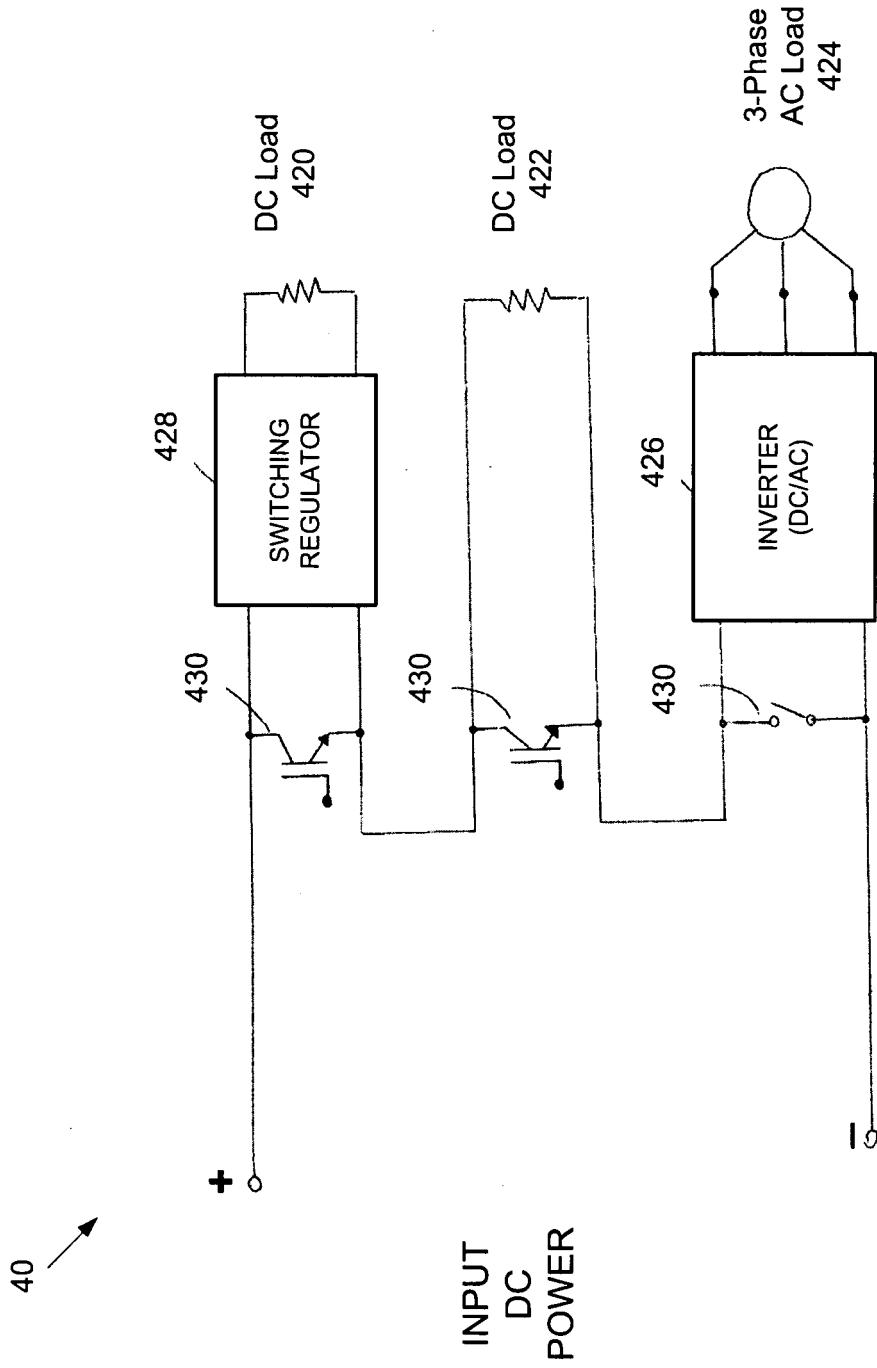 40
INPUT
DC
POWER
+
−
430
428
SWITCHING
REGULATOR
DC Load
420
430
DC Load
422
430
426
INVERTER
(DC/AC)
3-Phase
AC Load
424